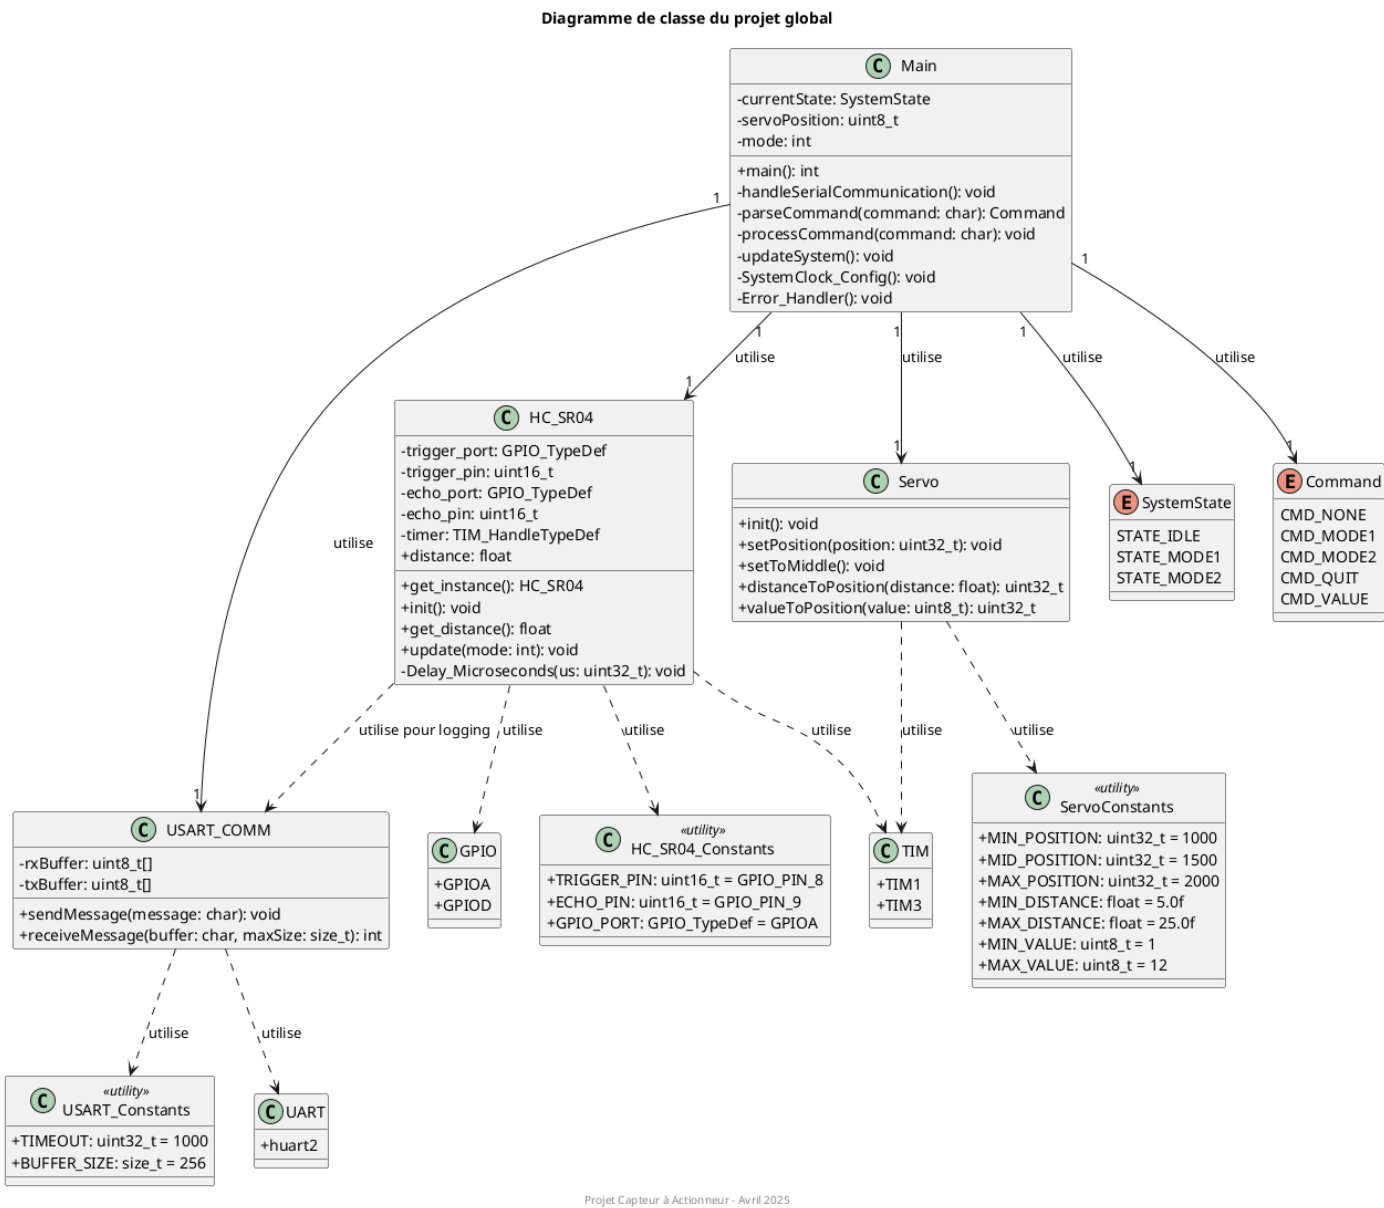 Diagramme de classe du projet global
C Main
-currentState: SystemState
-servoPosition: uint8_t
-mode: int
+main(): int
-handleSerialCommunication(): void
-parseCommand(command: char): Command
-processCommand(command: char): void
-updateSystem(): void
-SystemClock_Config(): void
-Error_Handler(): void
1
1
1
1
1
utilise
utilise
utilise
utilise
utilise
1
1
1
1
1
C HC_SR04
-trigger_port: GPIO_TypeDef
-trigger_pin: uint16_t
-echo_port: GPIO_TypeDef
-echo_pin: uint16_t
-timer: TIM_HandleTypeDef
+distance: float
+get_instance(): HC_SR04
+init(): void
+get_distance(): float
+update(mode: int): void
-Delay_Microseconds(us: uint32_t): void
C Servo
+init(): void
+setPosition(position: uint32_t): void
+setToMiddle(): void
+distanceToPosition(distance: float): uint32_t
+valueToPosition(value: uint8_t): uint32_t
E SystemState
STATE_IDLE
STATE_MODE1
STATE_MODE2
E Command
CMD_NONE
CMD_MODE1
CMD_MODE2
CMD_QUIT
CMD_VALUE
utilise pour logging
utilise
utilise
utilise
utilise
utilise
C USART_COMM
-rxBuffer: uint8_t[]
-txBuffer: uint8_t[]
+sendMessage(message: char): void
+receiveMessage(buffer: char, maxSize: size_t): int
C GPIO
+GPIOA
+GPIOD
C «utility»
HC_SR04_Constants
+TRIGGER_PIN: uint16_t = GPIO_PIN_8
+ECHO_PIN: uint16_t = GPIO_PIN_9
+GPIO_PORT: GPIO_TypeDef = GPIOA
C TIM
+TIM1
+TIM3
C «utility»
ServoConstants
+MIN_POSITION: uint32_t = 1000
+MID_POSITION: uint32_t = 1500
+MAX_POSITION: uint32_t = 2000
+MIN_DISTANCE: float = 5.0f
+MAX_DISTANCE: float = 25.0f
+MIN_VALUE: uint8_t = 1
+MAX_VALUE: uint8_t = 12
utilise
utilise
C «utility»
USART_Constants
+TIMEOUT: uint32_t = 1000
+BUFFER_SIZE: size_t = 256
C UART
+huart2
Projet Capteur à Actionneur - Avril 2025